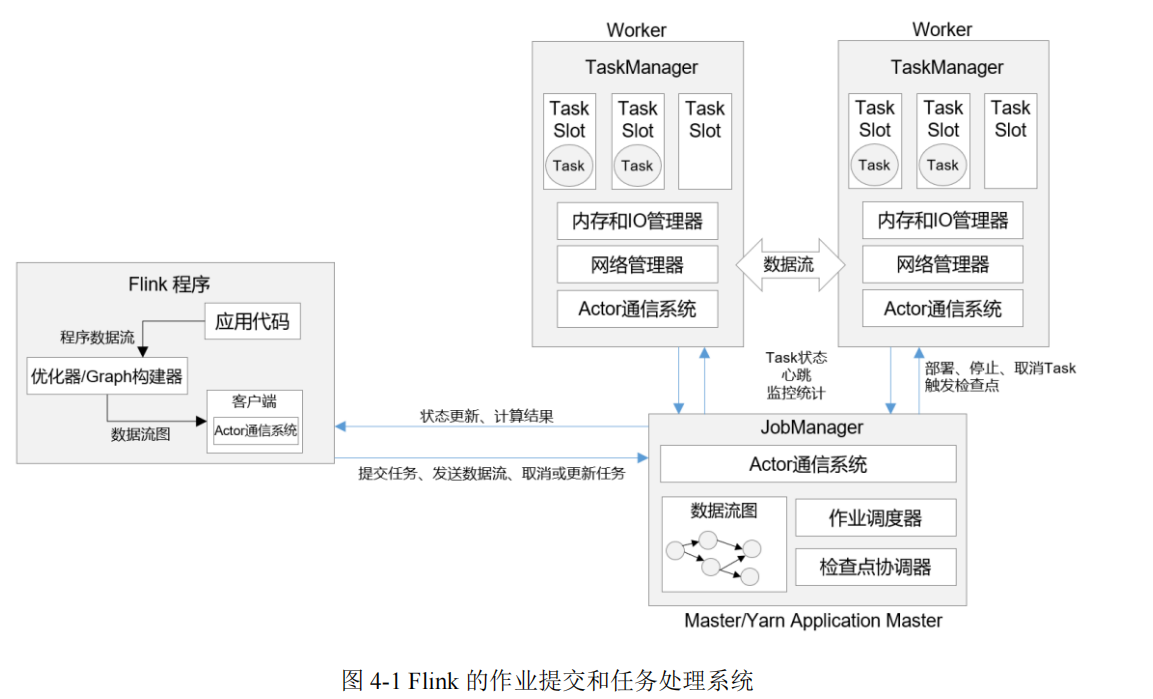 Worker
TaskManager
Task
Slot
Task
Task
Slot
Task
Task
Slot
内存和IO管理器
网络管理器
Actor通信系统
数据流
Worker
TaskManager
Task
Slot
Task
Task
Slot
Task
Task
Slot
内存和IO管理器
网络管理器
Actor通信系统
Flink 程序
应用代码
程序数据流
优化器/Graph构建器
数据流图
客户端
Actor通信系统
状态更新、计算结果
提交任务、发送数据流、取消或更新任务
Task状态
心跳
监控统计
部署、停止、取消Task
触发检查点
JobManager
Actor通信系统
数据流图
作业调度器
检查点协调器
Master/Yarn Application Master
图 4-1 Flink 的作业提交和任务处理系统